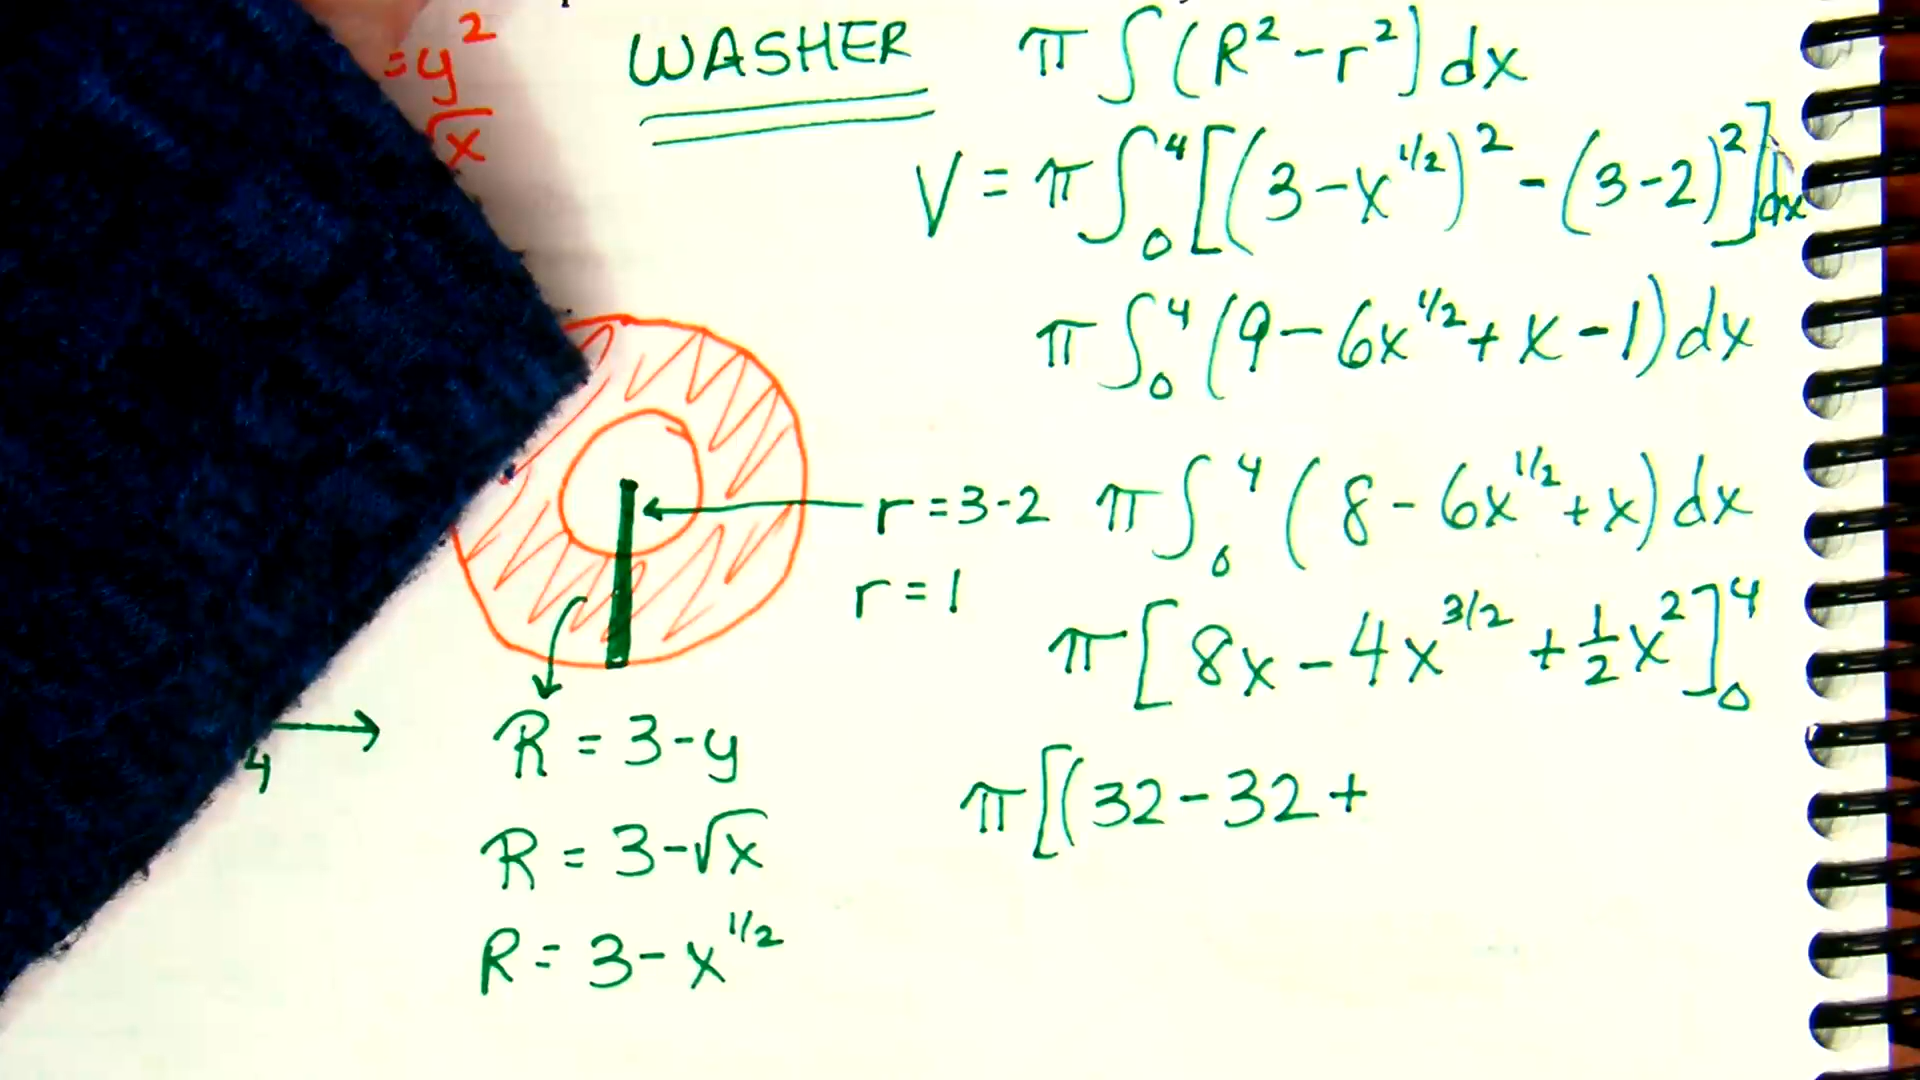 = y²
√x
WASHER
π ∫ (R² - r²) dx
V = π ∫₀⁴ [(3 - x^1/2)² - (3-2)²] dx
π ∫₀⁴ (9 - 6x^1/2 + x - 1) dx
r = 3-2
π ∫₀⁴ (8 - 6x^1/2 + x) dx
r = 1
π [8x - 4x^3/2 + ½x²]₀⁴
4
R = 3-y
π [(32 - 32 +
R = 3-√x
R = 3 - x^1/2